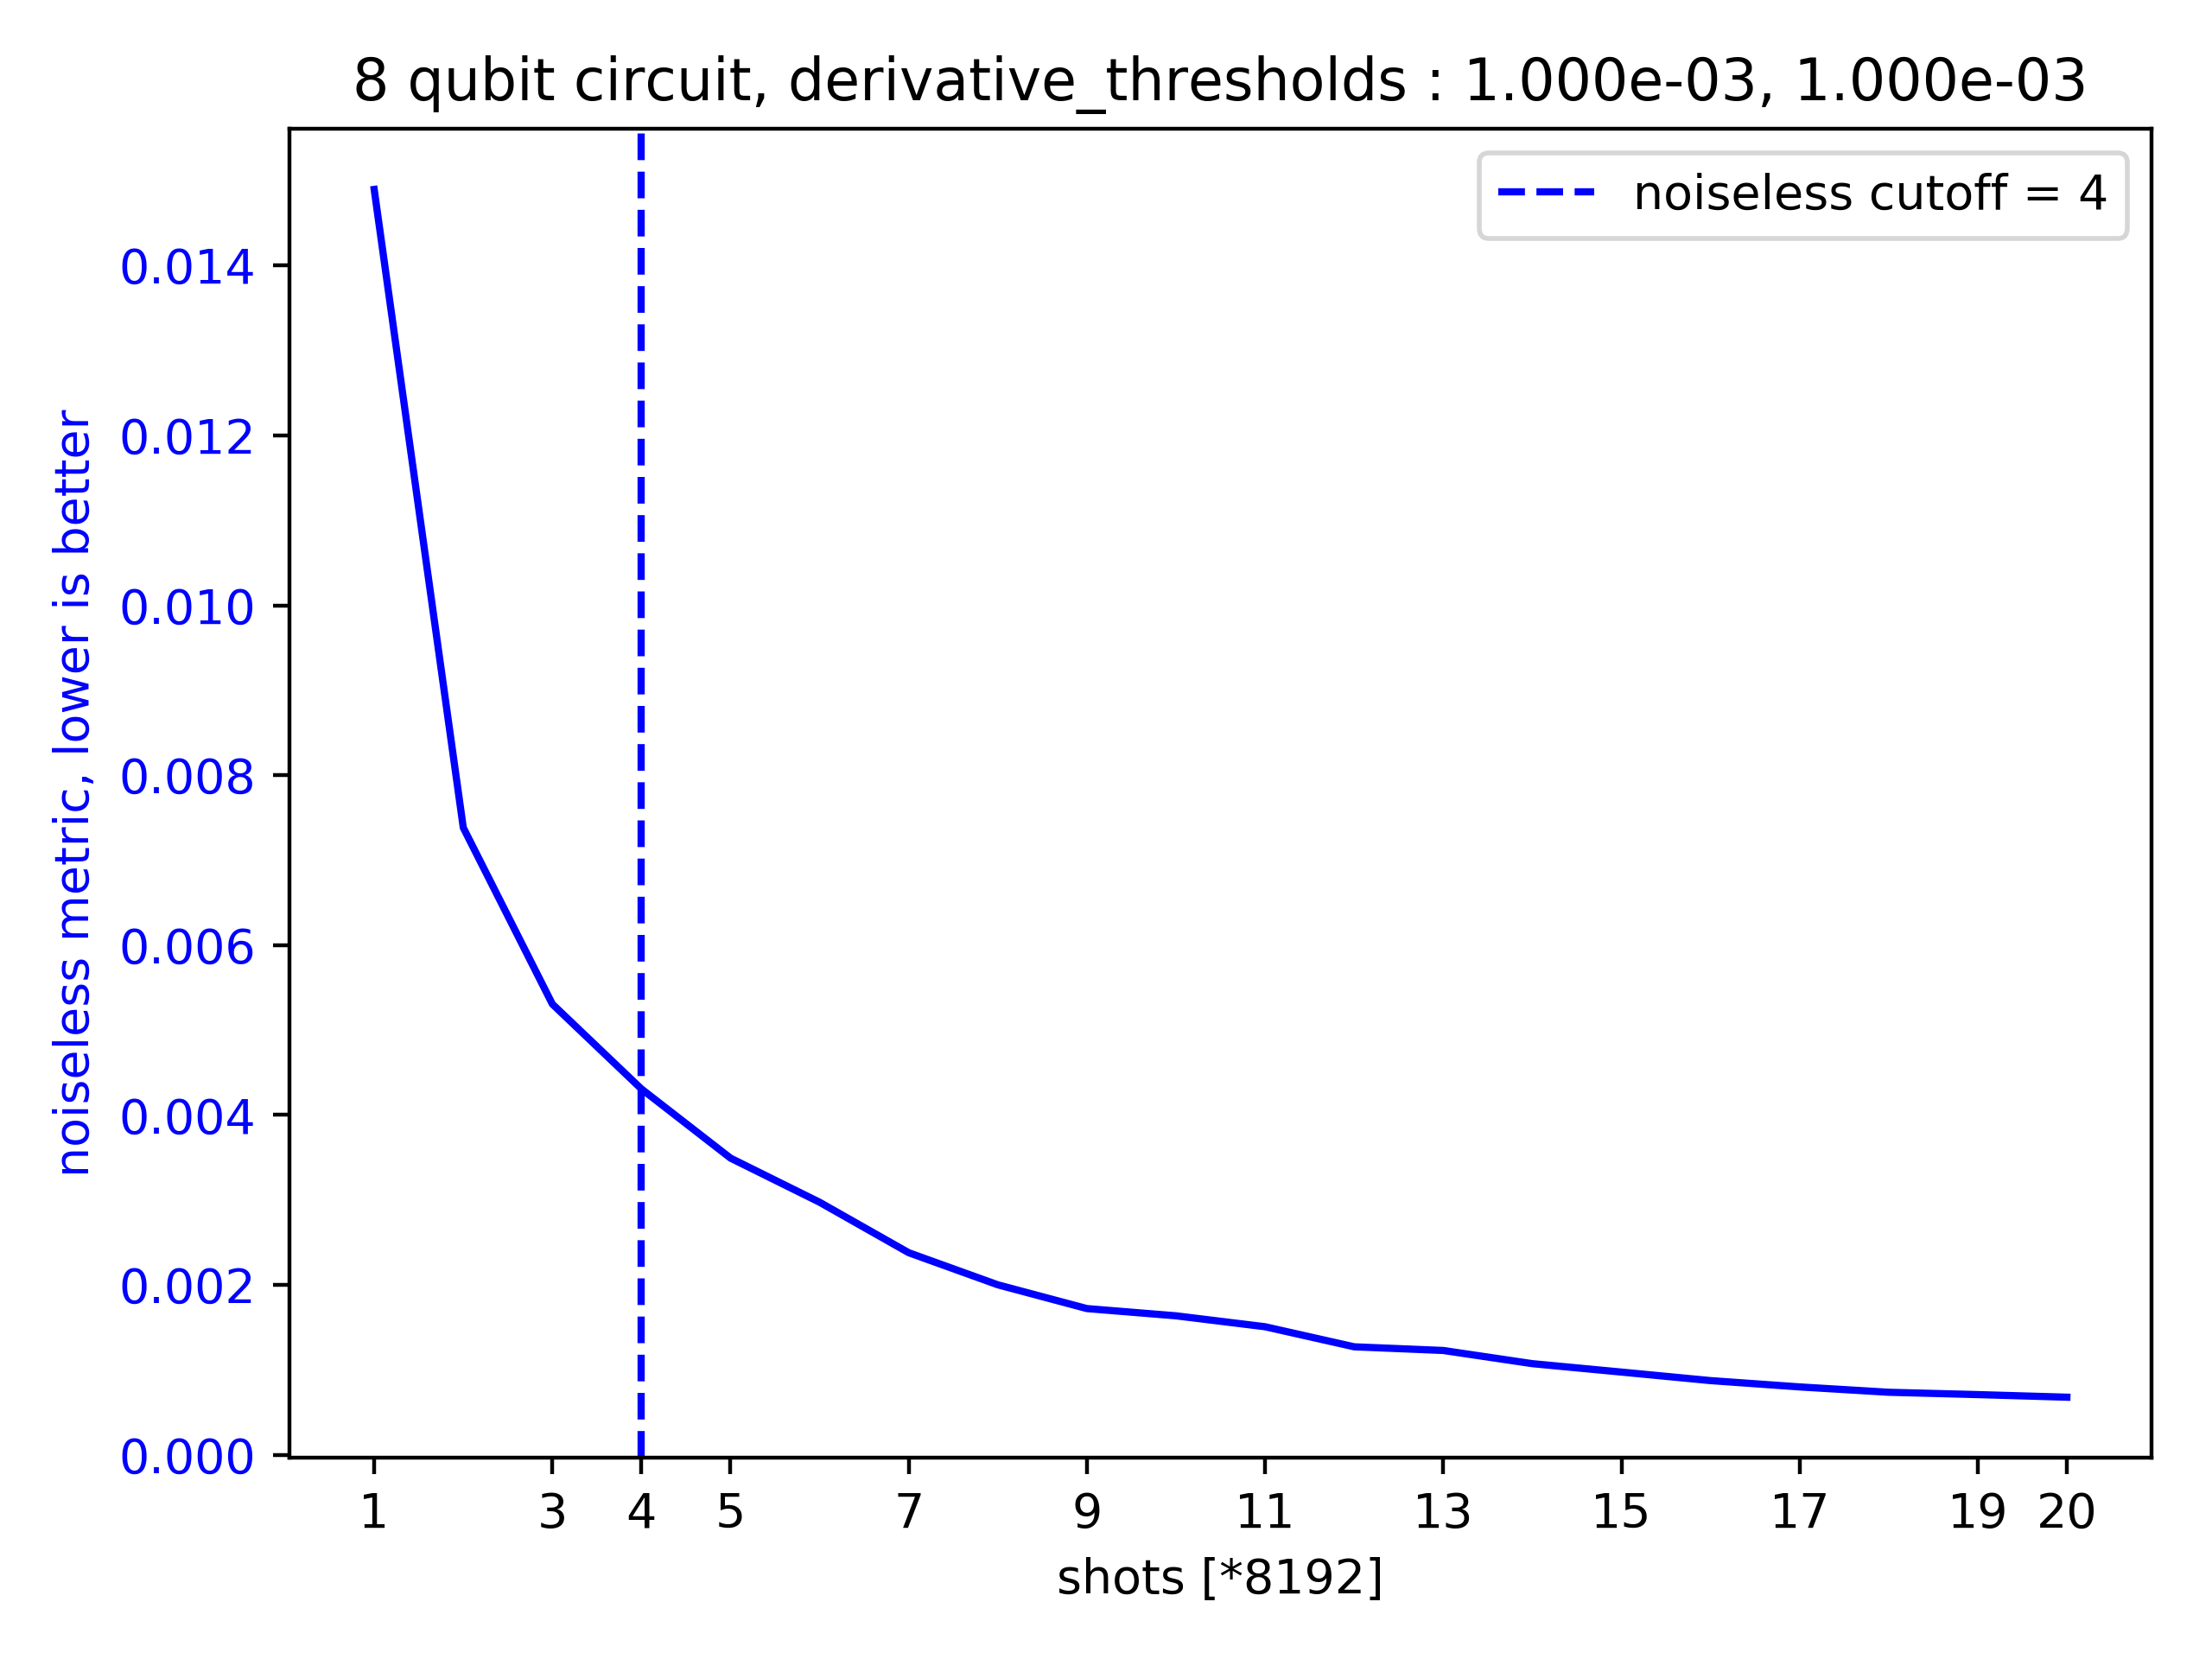 8 qubit circuit, derivative_thresholds : 1.000e-03, 1.000e-03
noiseless cutoff = 4
noiseless metric, lower is better
0.014
0.012
0.010
0.008
0.006
0.004
0.002
0.000
1 3 4 5 7 9 11 13 15 17 19 20
shots [*8192]